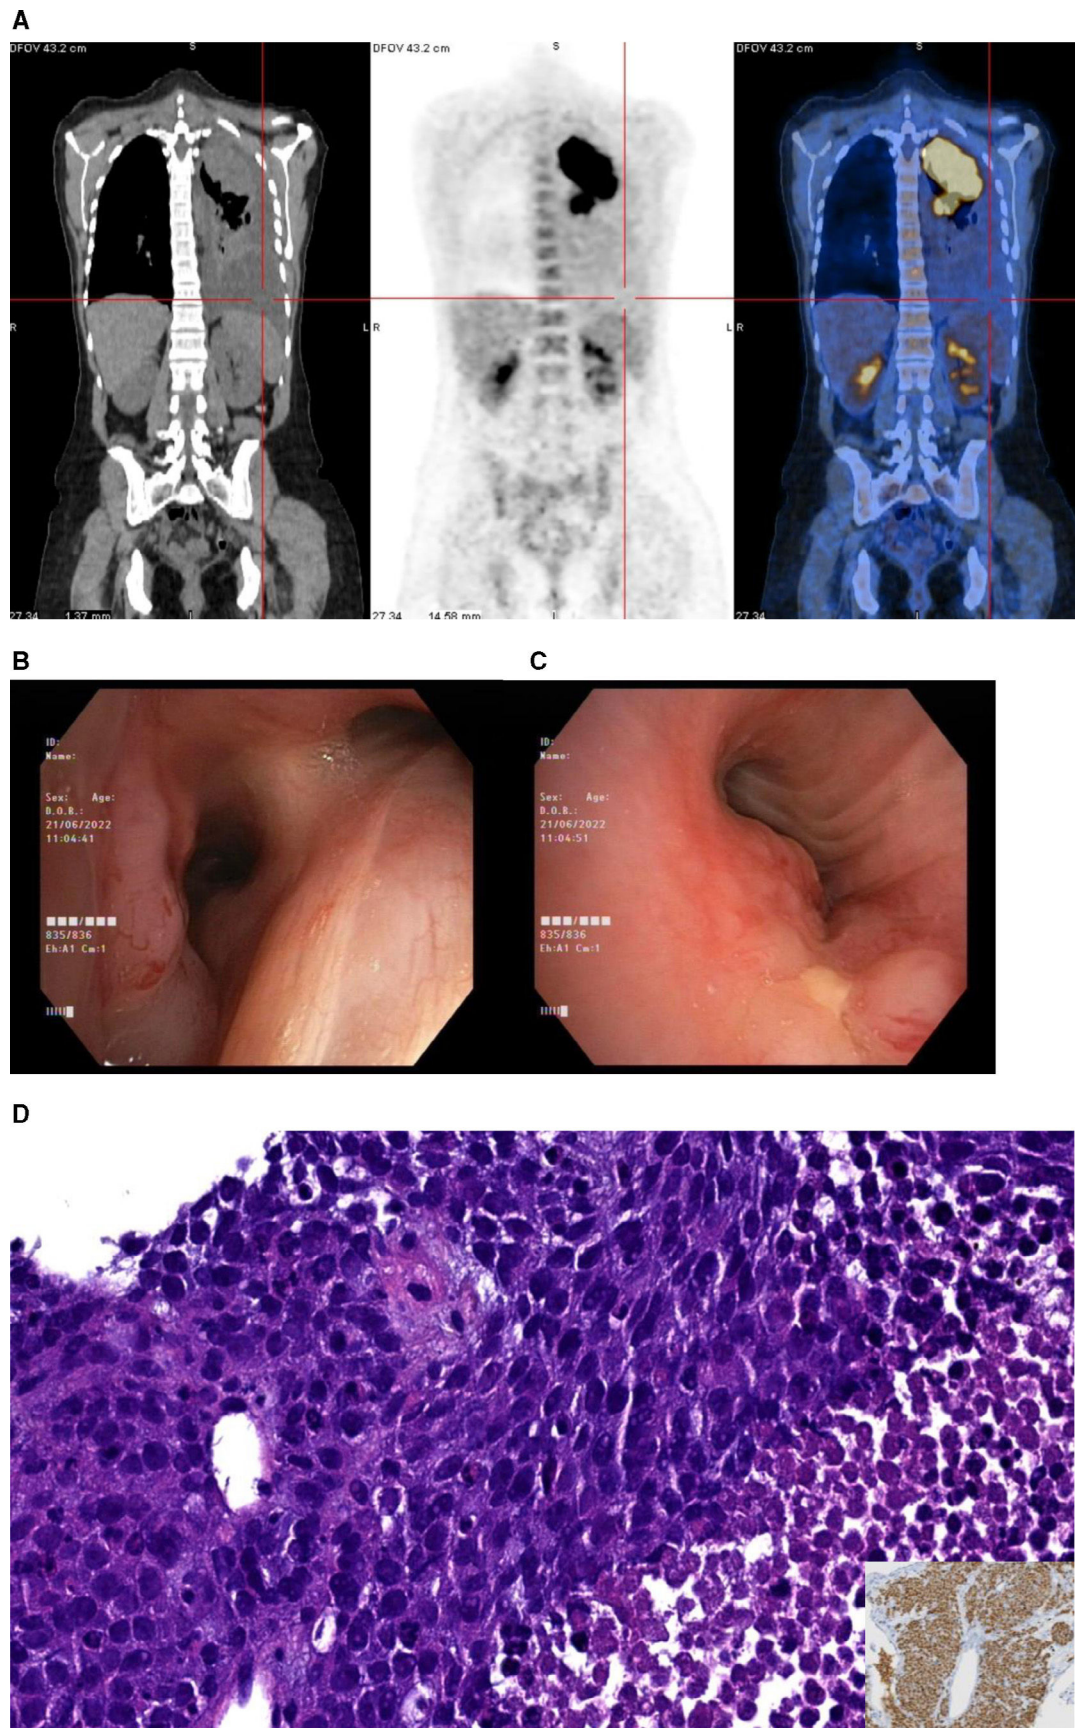 A
DFOV 43.2 cm
S
DFOV 43.2 cm
S
DFOV 43.2 cm
S
R
L R
L R
27.34
1.37 mm
I
27.34
14.58 mm
I
27.34
I
B
C
ID:
Name:
Sex: Age:
D.O.B.:
21/06/2022
11:04:41
835/836
Eh:A1 Cm:1
ID:
Name:
Sex: Age:
D.O.B.:
21/06/2022
11:04:51
835/836
Eh:A1 Cm:1
D